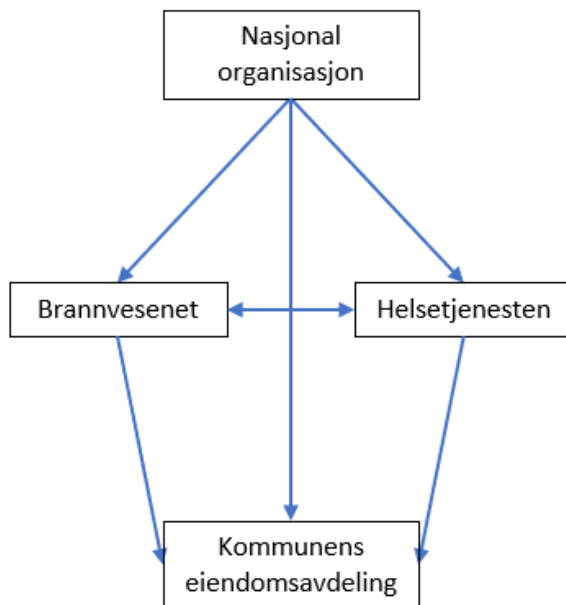 Nasjonal
organisasjon
Brannvesenet
Helsetjenesten
Kommunens
eiendomsavdeling